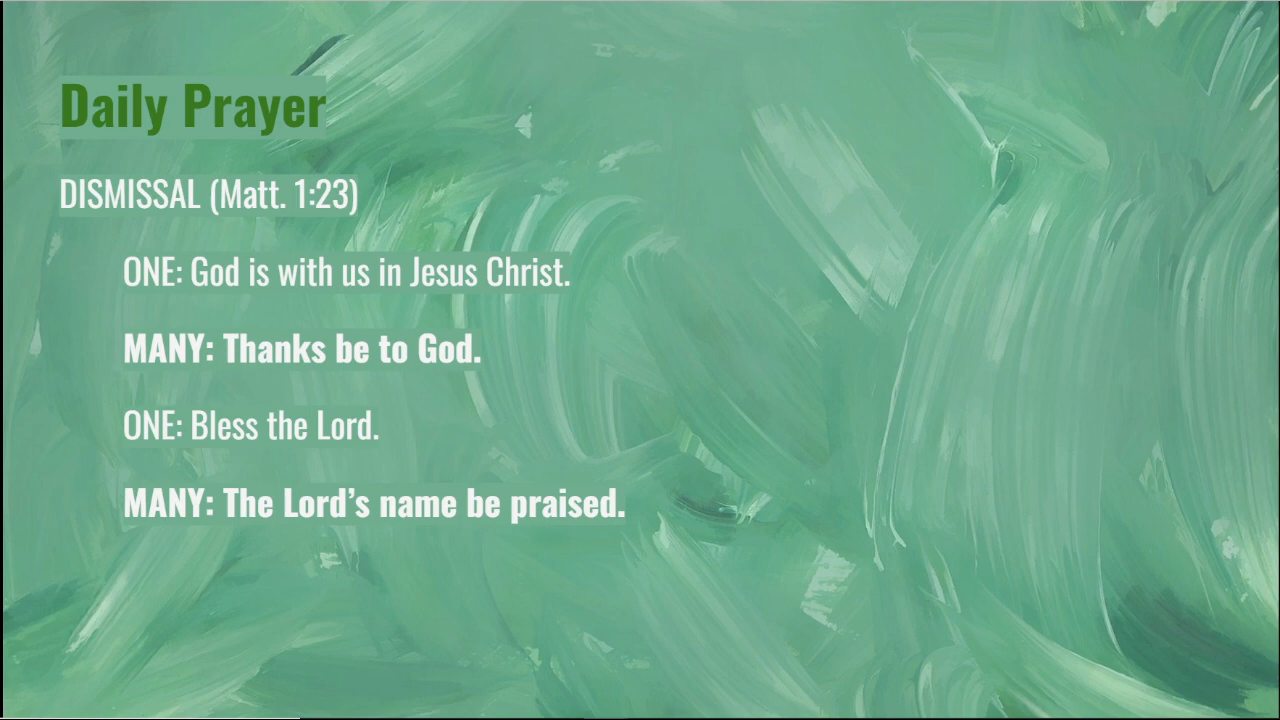 Daily Prayer
DISMISSAL (Matt. 1:23)
ONE: God is with us in Jesus Christ.
MANY: Thanks be to God.
ONE: Bless the Lord.
MANY: The Lord’s name be praised.